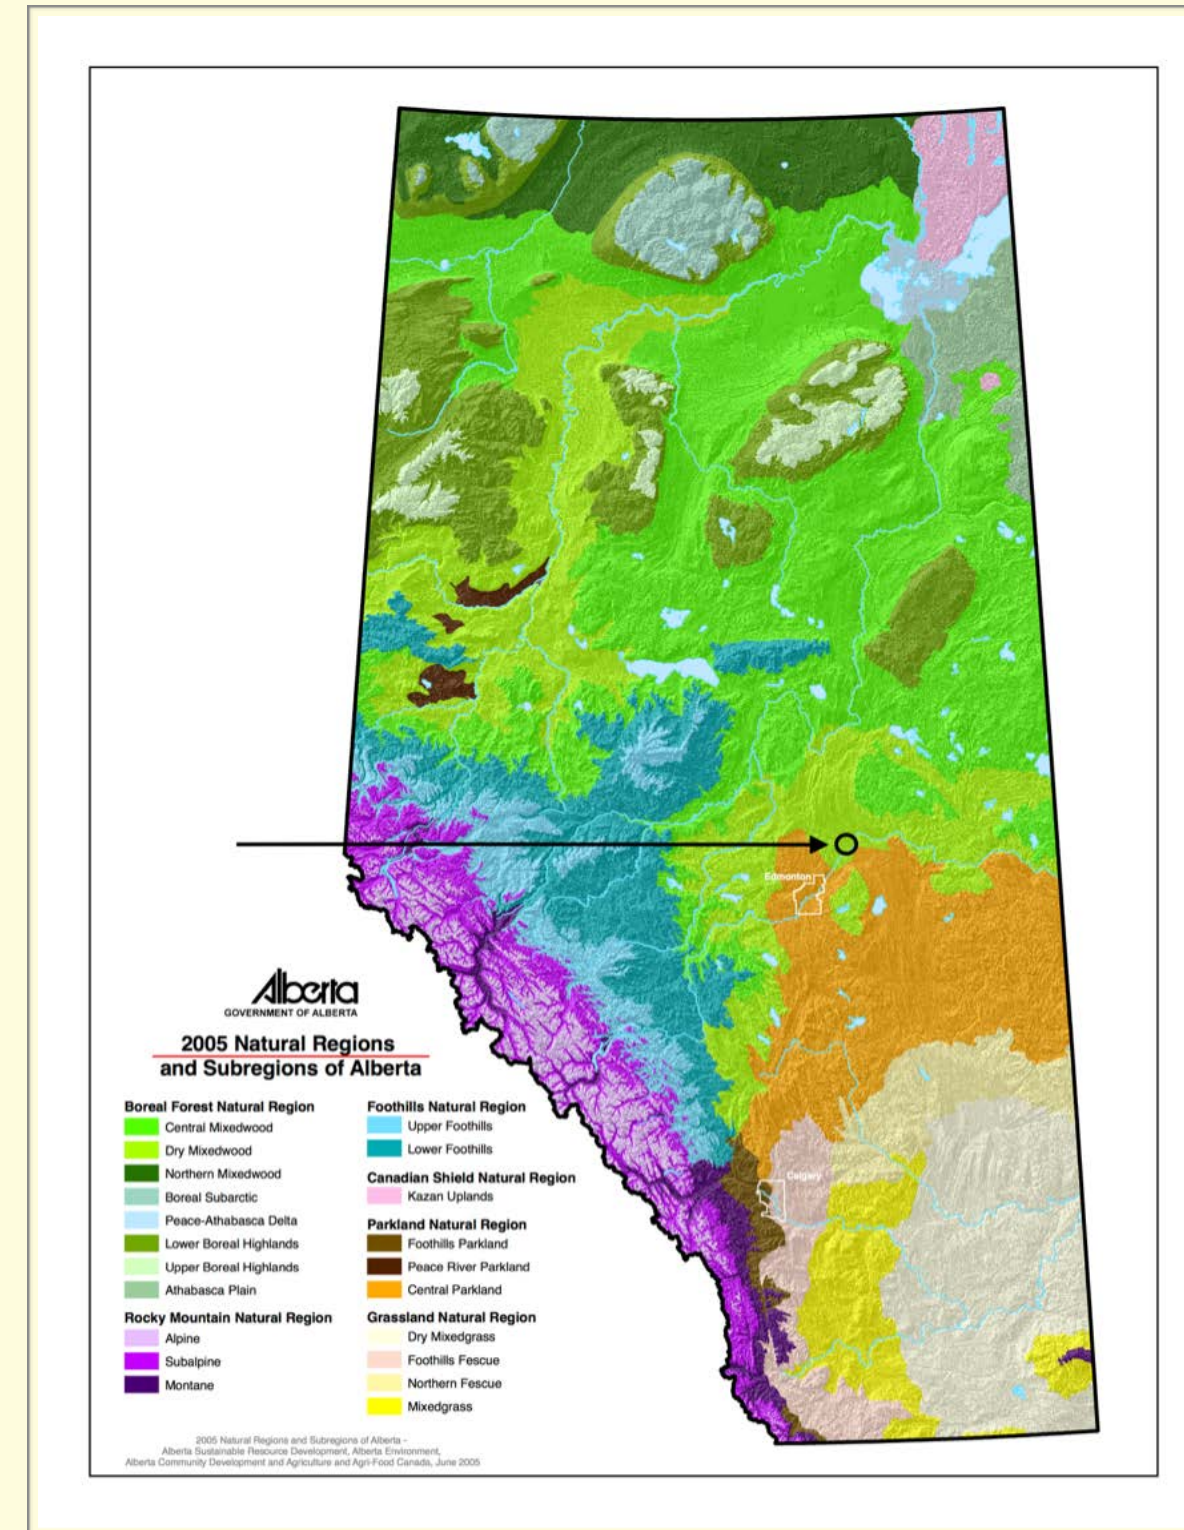 Edmonton
Calgary
Alberta
GOVERNMENT OF ALBERTA
2005 Natural Regions
and Subregions of Alberta
Boreal Forest Natural Region
Central Mixedwood
Dry Mixedwood
Northern Mixedwood
Boreal Subarctic
Peace-Athabasca Delta
Lower Boreal Highlands
Upper Boreal Highlands
Athabasca Plain
Rocky Mountain Natural Region
Alpine
Subalpine
Montane
Foothills Natural Region
Upper Foothills
Lower Foothills
Canadian Shield Natural Region
Kazan Uplands
Parkland Natural Region
Foothills Parkland
Peace River Parkland
Central Parkland
Grassland Natural Region
Dry Mixedgrass
Foothills Fescue
Northern Fescue
Mixedgrass
2005 Natural Regions and Subregions of Alberta -
Alberta Sustainable Resource Development, Alberta Environment,
Alberta Community Development and Agriculture and Agri-Food Canada, June 2005